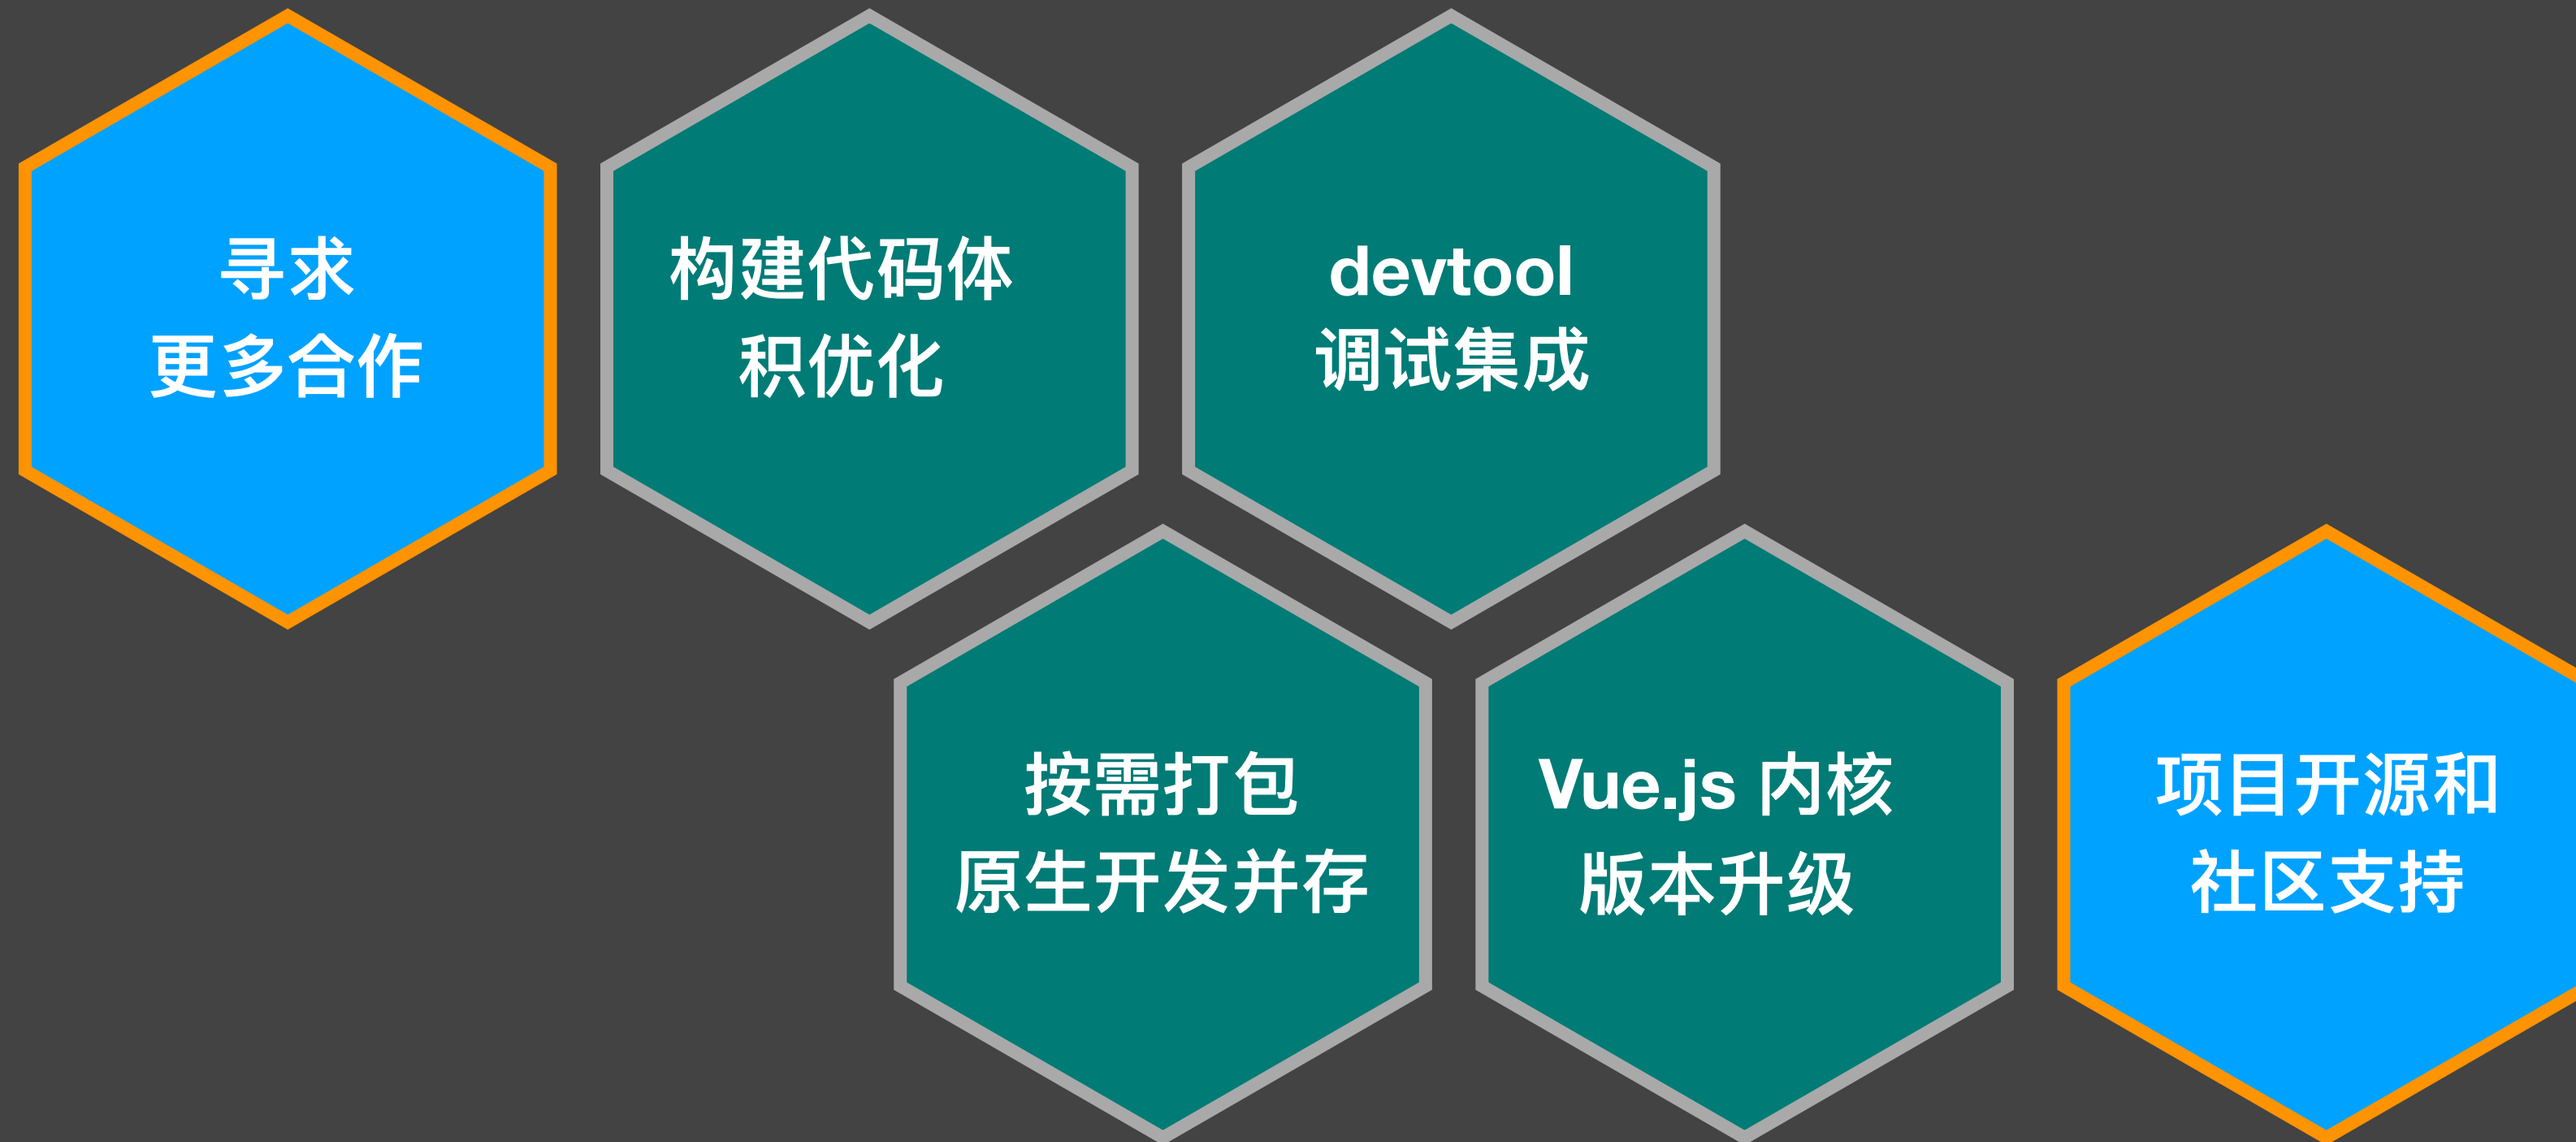 寻求
更多合作
构建代码体
积优化
devtool
调试集成
按需打包
原生开发并存
Vue.js 内核
版本升级
项目开源和
社区支持